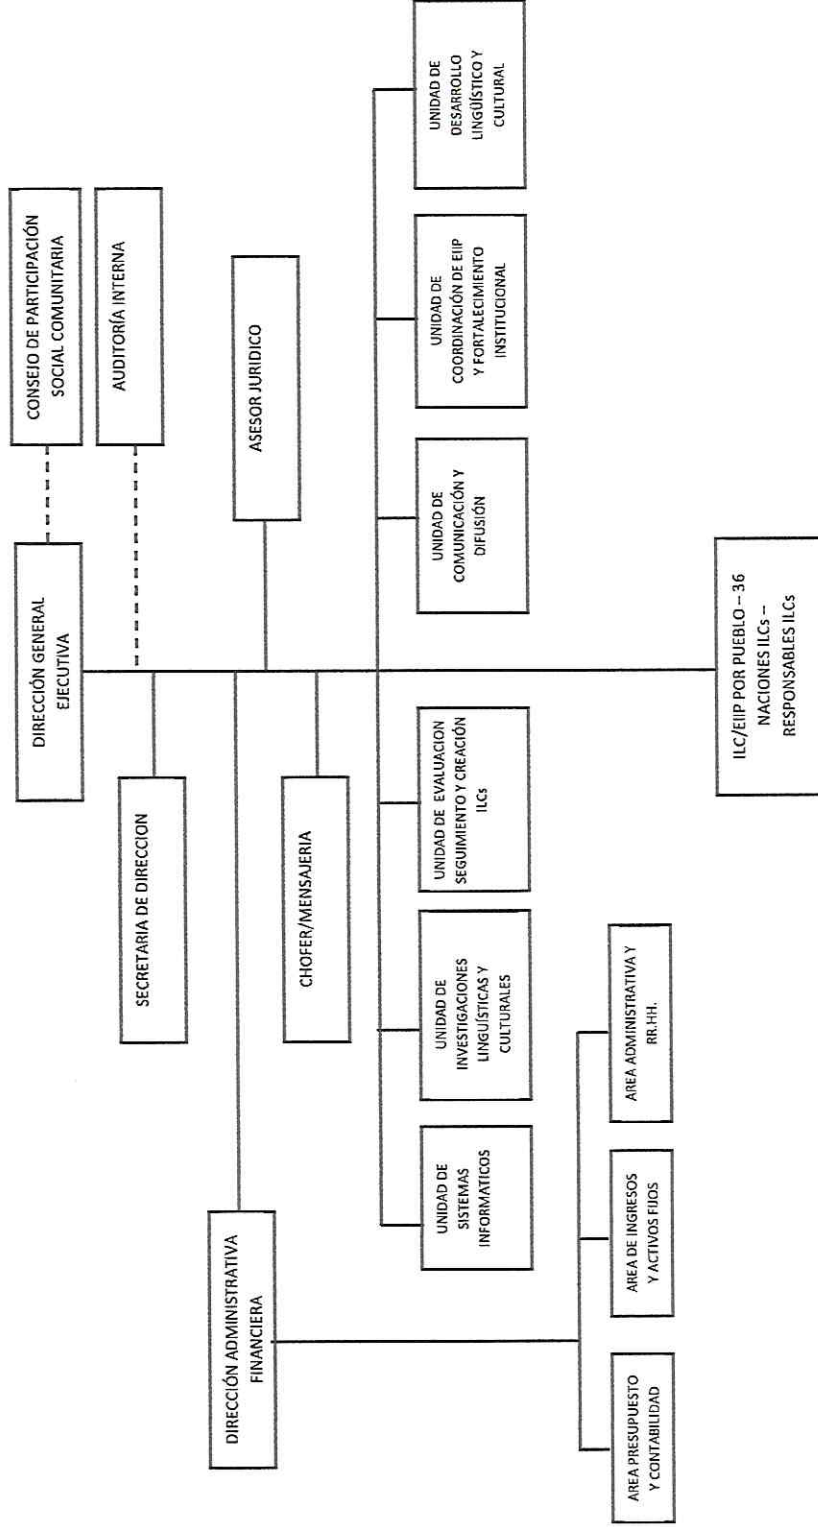 DIRECCIÓN GENERAL
EJECUTIVA
CONSEJO DE PARTICIPACIÓN
SOCIAL COMUNITARIA
AUDITORÍA INTERNA
SECRETARIA DE DIRECCION
DIRECCIÓN ADMINISTRATIVA
FINANCIERA
ASESOR JURIDICO
CHOFER/MENSAJERIA
UNIDAD DE
SISTEMAS
INFORMATICOS
UNIDAD DE
INVESTIGACIONES
LINGUÍSTICAS Y
CULTURALES
UNIDAD DE EVALUACION
SEGUIMIENTO Y CREACIÓN
ILCs
UNIDAD DE
COMUNICACIÓN Y
DIFUSIÓN
UNIDAD DE
COORDINACIÓN DE EIIP
Y FORTALECIMIENTO
INSTITUCIONAL
UNIDAD DE
DESARROLLO
LINGÜÍSTICO Y
CULTURAL
AREA PRESUPUESTO
Y CONTABILIDAD
AREA DE INGRESOS
Y ACTIVOS FIJOS
AREA ADMINISTRATIVA Y
RR.HH.
ILC/EIIP POR PUEBLO – 36
NACIONES ILCs –
RESPONSABLES ILCs